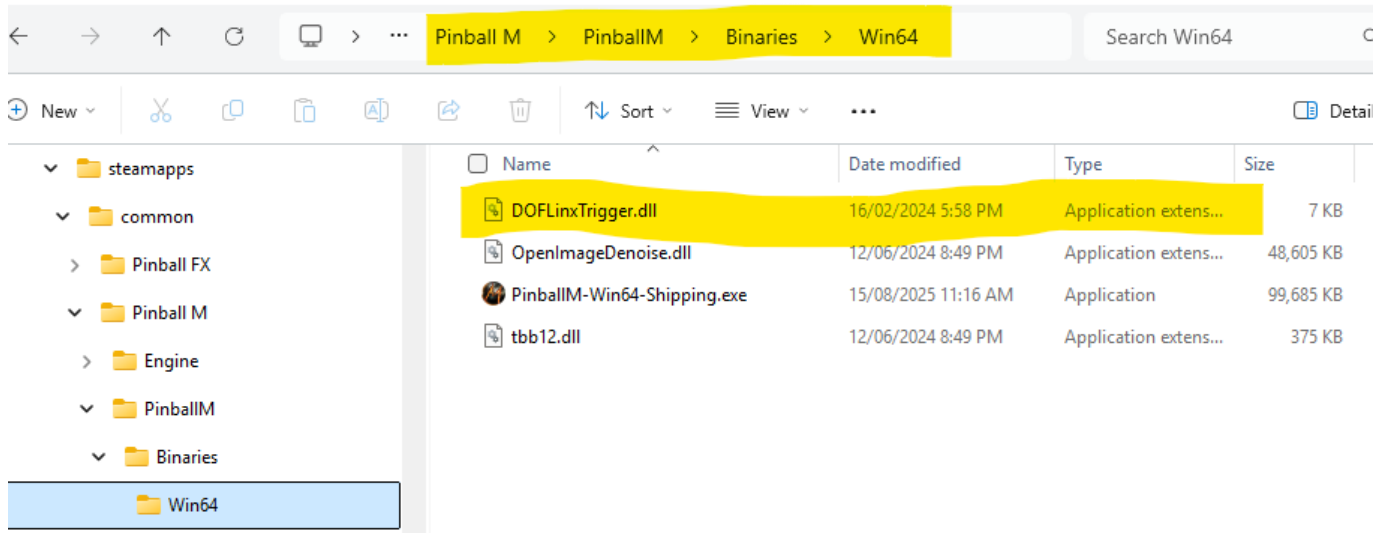 Pinball M > PinballM > Binaries > Win64 Search Win64
New Sort View ... Detail
steamapps
common
Pinball FX
Pinball M
Engine
PinballM
Binaries
Win64
Name Date modified Type Size
DOFLinxTrigger.dll 16/02/2024 5:58 PM Application extens... 7 KB
OpenImageDenoise.dll 12/06/2024 8:49 PM Application extens... 48,605 KB
PinballM-Win64-Shipping.exe 15/08/2025 11:16 AM Application 99,685 KB
tbb12.dll 12/06/2024 8:49 PM Application extens... 375 KB